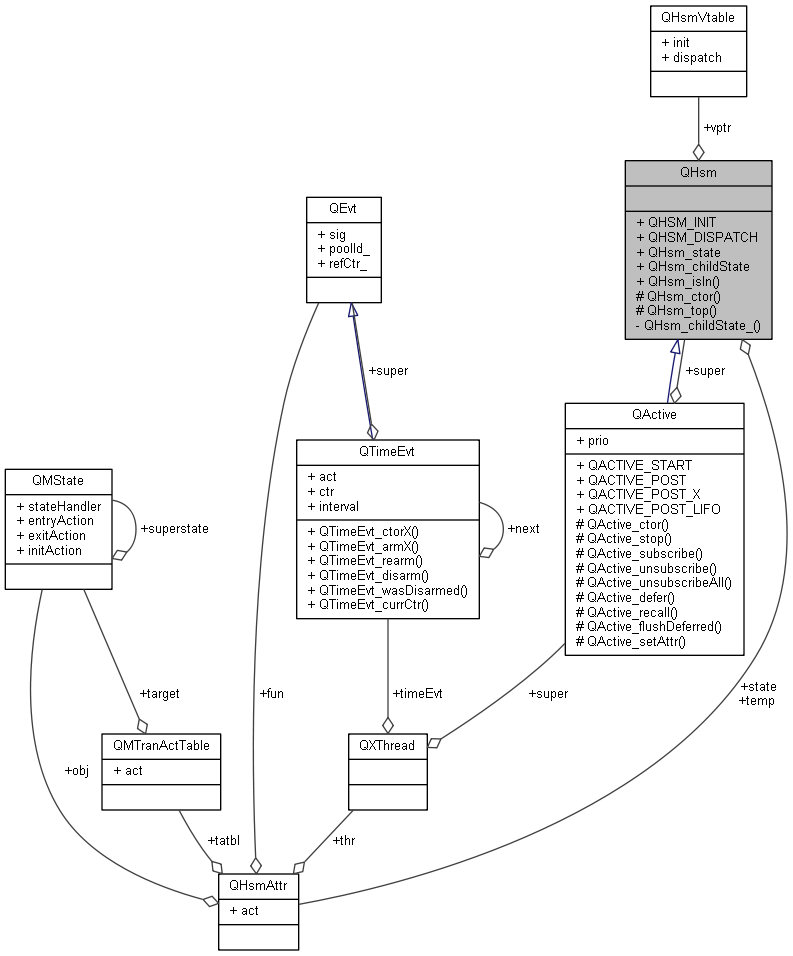 QHsmVtable
+ init
+ dispatch
+vptr
QHsm
+ QHSM_INIT
+ QHSM_DISPATCH
+ QHsm_state
+ QHsm_childState
+ QHsm_isIn()
# QHsm_ctor()
# QHsm_top()
- QHsm_childState_()
QEvt
+ sig
+ poolId_
+ refCtr_
+super
+super
QActive
+ prio
+ QACTIVE_START
+ QACTIVE_POST
+ QACTIVE_POST_X
+ QACTIVE_POST_LIFO
# QActive_ctor()
# QActive_stop()
# QActive_subscribe()
# QActive_unsubscribe()
# QActive_unsubscribeAll()
# QActive_defer()
# QActive_recall()
# QActive_flushDeferred()
# QActive_setAttr()
QTimeEvt
+ act
+ ctr
+ interval
+ QTimeEvt_ctorX()
+ QTimeEvt_armX()
+ QTimeEvt_rearm()
+ QTimeEvt_disarm()
+ QTimeEvt_wasDisarmed()
+ QTimeEvt_currCtr()
+next
QMState
+ stateHandler
+ entryAction
+ exitAction
+ initAction
+superstate
+target
+fun
+timeEvt
+super
+state
+temp
QMTranActTable
+ act
QXThread
+obj
+tatbl
+thr
QHsmAttr
+ act